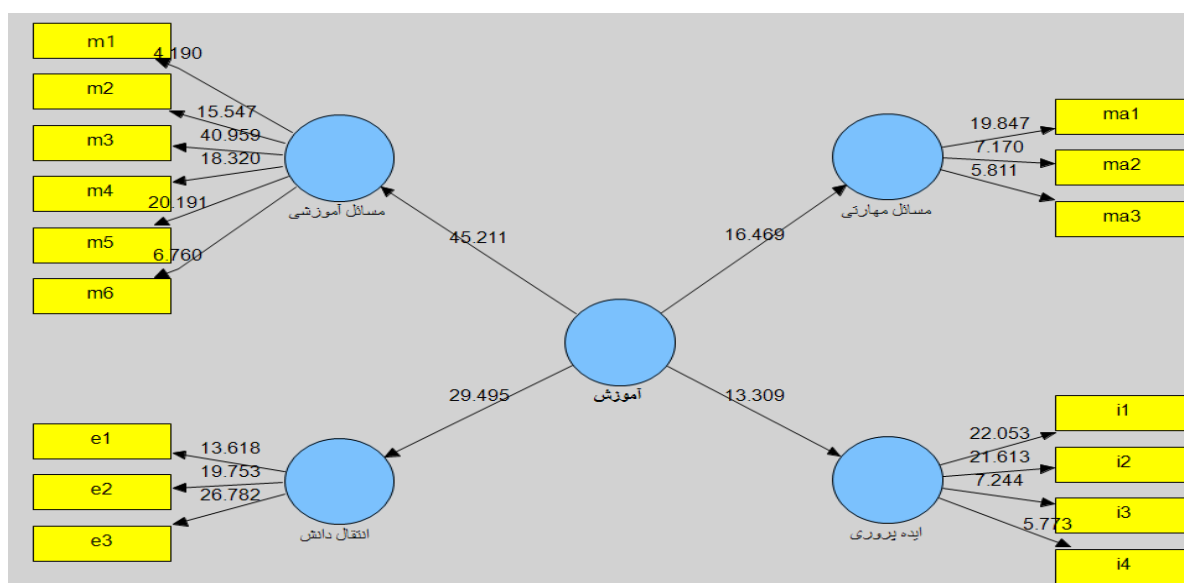 m1
4.190
m2
15.547
m3
40.959
m4
18.320
m5
20.191
m6
6.760
مسائل آموزشی
ma1
19.847
ma2
7.170
ma3
5.811
مسائل مهارتی
45.211
16.469
آموزش
29.495
13.309
e1
13.618
e2
19.753
e3
26.782
انتقال دانش
i1
22.053
i2
21.613
i3
7.244
i4
5.773
ایده پروری